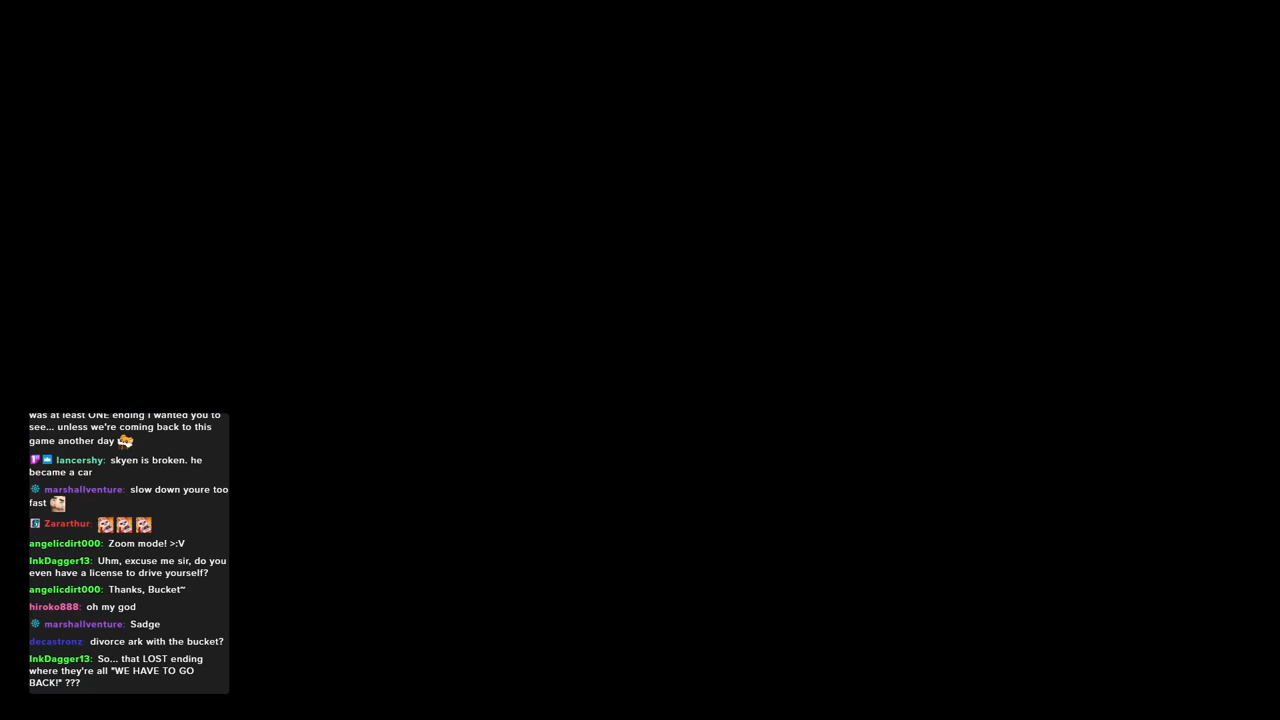 was at least ONE ending I wanted you to
see... unless we're coming back to this
game another day
lancershy: skyen is broken. he
became a car
marshallventure: slow down youre too
fast
Zararthur:
angelicdirt000: Zoom mode! >:V
InkDagger13: Uhm, excuse me sir, do you
even have a license to drive yourself?
angelicdirt000: Thanks, Bucket~
hiroko888: oh my god
marshallventure: Sadge
decastronz: divorce ark with the bucket?
InkDagger13: So... that LOST ending
where they're all "WE HAVE TO GO
BACK!" ???